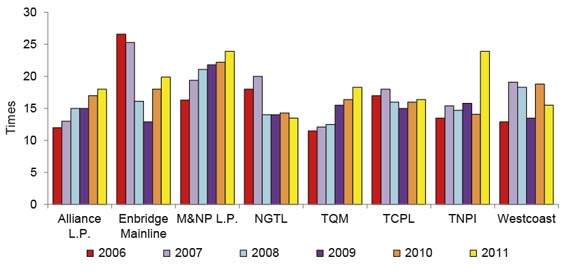 30
25
20
15
10
5
0
Times
Alliance L.P.
Enbridge Mainline
M&NP L.P.
NGTL
TQM
TCPL
TNPI
Westcoast
2006 2007 2008 2009 2010 2011